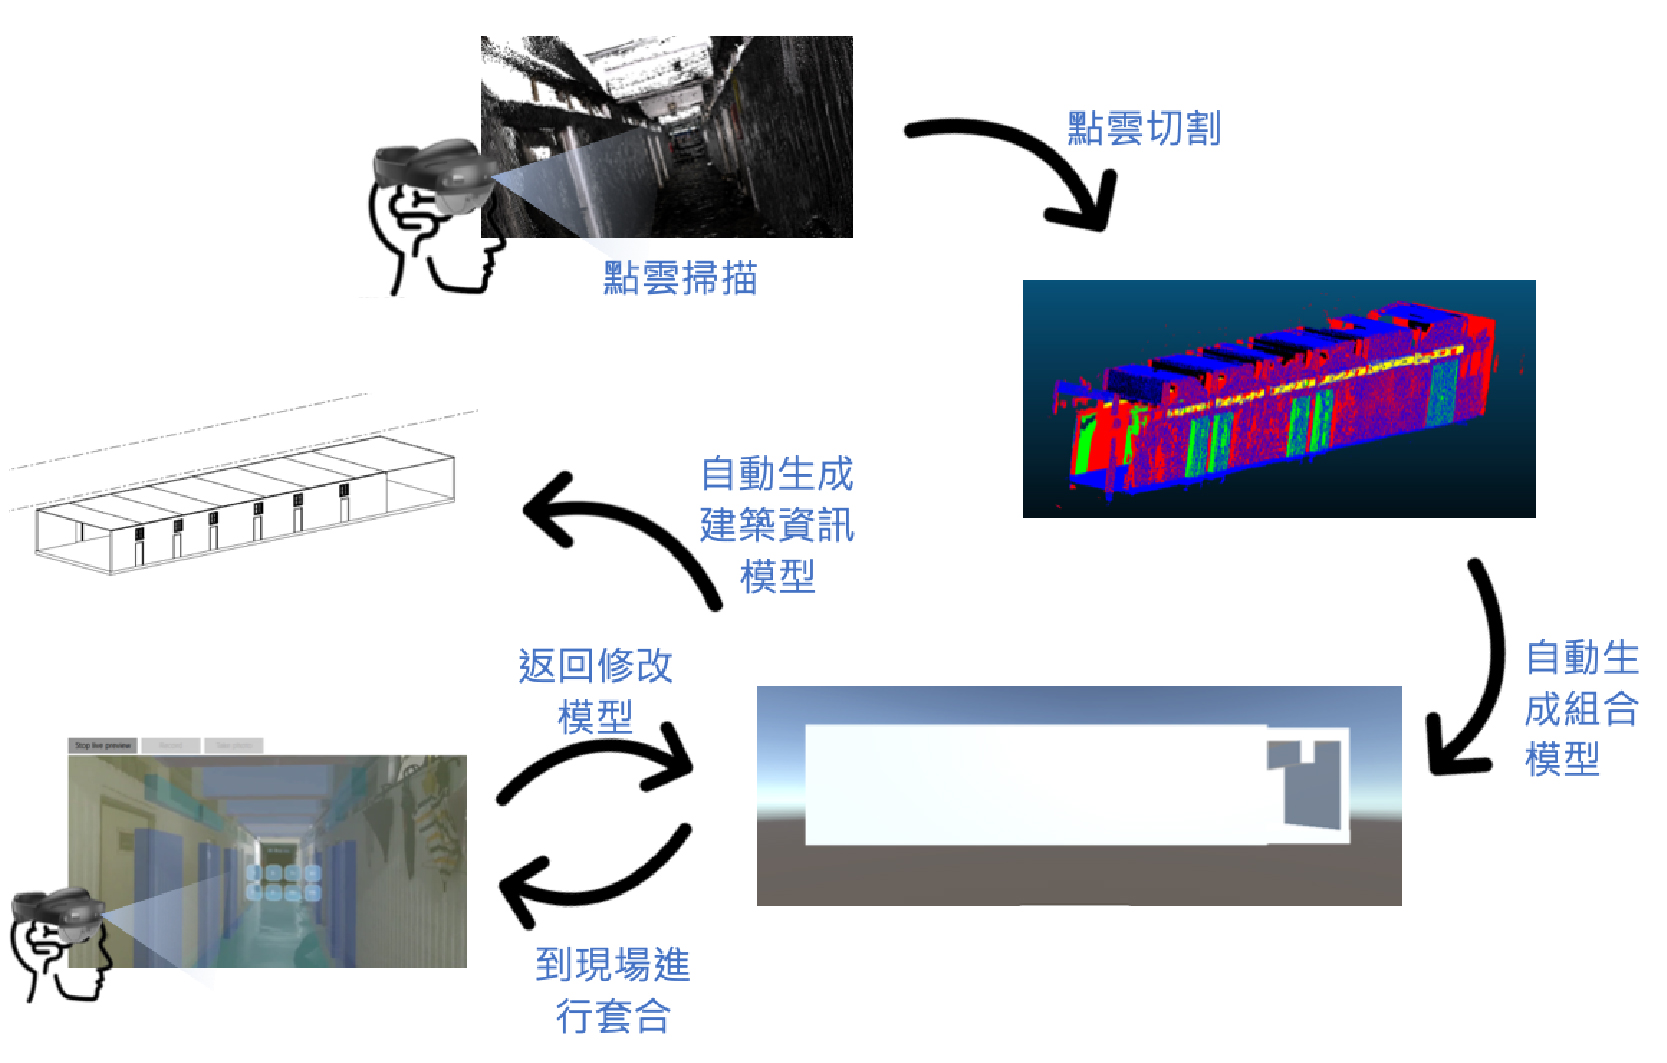 點雲切割
點雲掃描
自動生成
建築資訊
模型
自動生
成組合
模型
返回修改
模型
Stop live preview
到現場進
行套合